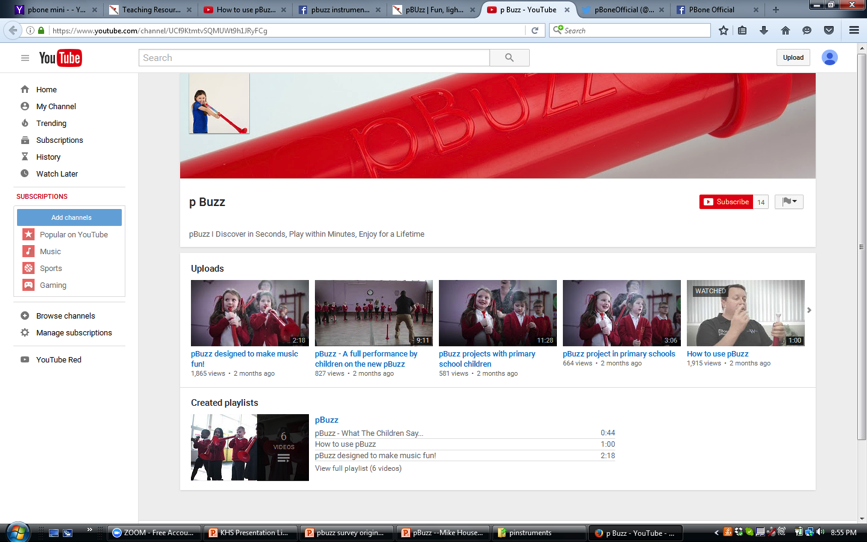 pbone mini - - Y...
Teaching Resour...
How to use pBuz...
pbuzz instrumen...
pBUzz | Fun, ligh...
p Buzz - YouTube
pBoneOfficial (@...
PBone Official
https://www.youtube.com/channel/UCf9KtmtvSQMUWt9h1JRyFCg
Search
YouTube
Search
Upload
Home
My Channel
Trending
Subscriptions
History
Watch Later
SUBSCRIPTIONS
Add channels
Popular on YouTube
Music
Sports
Gaming
Browse channels
Manage subscriptions
YouTube Red
pBUZZ
p Buzz
Subscribe 14
pBuzz I Discover in Seconds, Play within Minutes, Enjoy for a Lifetime
Uploads
2:18
pBuzz designed to make music
fun!
1,865 views • 2 months ago
9:11
pBuzz - A full performance by
children on the new pBuzz
827 views • 2 months ago
11:28
pBuzz projects with primary
school children
581 views • 2 months ago
3:06
pBuzz project in primary schools
664 views • 2 months ago
WATCHED
1:00
How to use pBuzz
1,915 views • 2 months ago
Created playlists
6
VIDEOS
pBuzz
pBuzz - What The Children Say... 0:44
How to use pBuzz 1:00
pBuzz designed to make music fun! 2:18
View full playlist (6 videos)
ZOOM - Free Accou...
KHS Presentation Li...
pbuzz survey origin...
pBuzz --Mike House...
pinstruments
p Buzz - YouTube - ...
8:55 PM